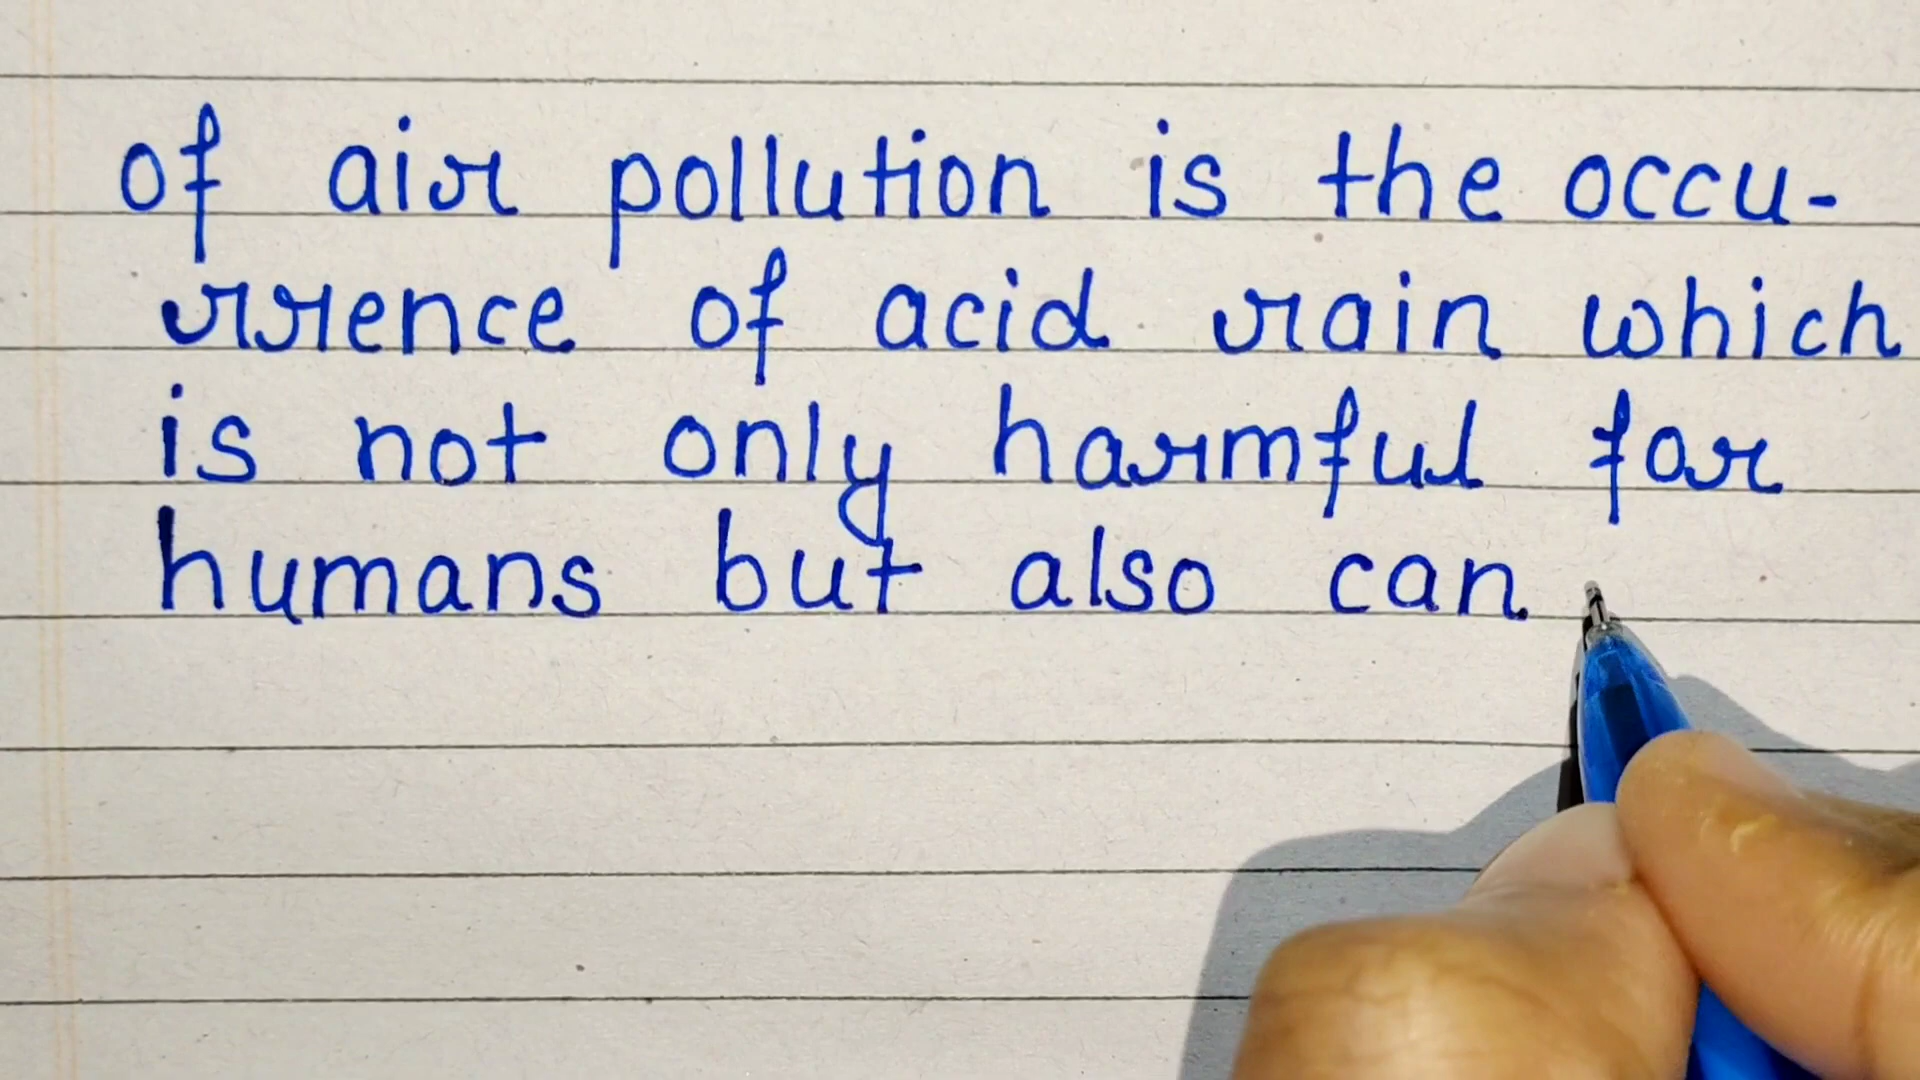 of air pollution is the occu-
rrence of acid rain which
is not only harmful for
humans but also can